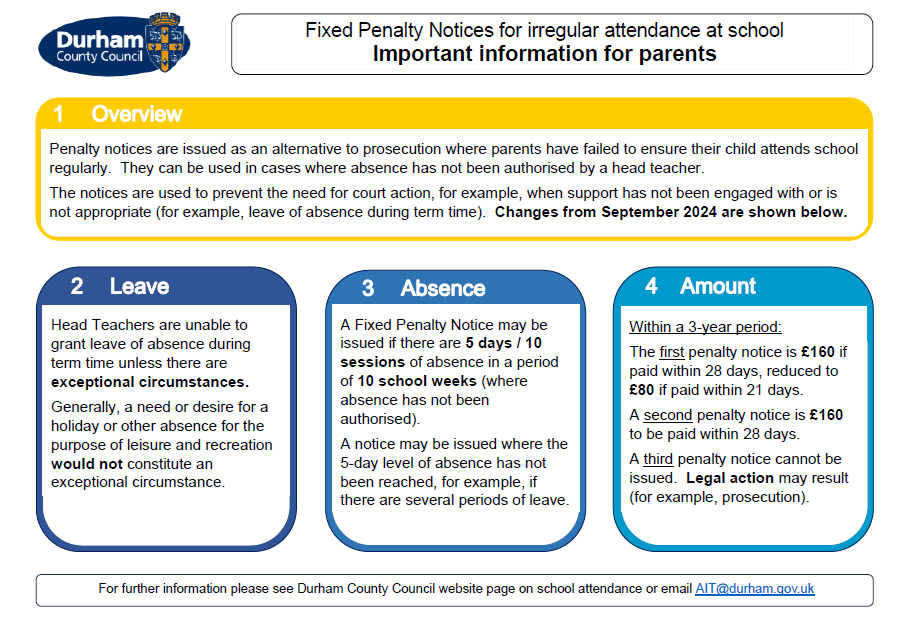 Durham
County Council
Fixed Penalty Notices for irregular attendance at school
Important information for parents
1 Overview
Penalty notices are issued as an alternative to prosecution where parents have failed to ensure their child attends school
regularly. They can be used in cases where absence has not been authorised by a head teacher.
The notices are used to prevent the need for court action, for example, when support has not been engaged with or is
not appropriate (for example, leave of absence during term time). Changes from September 2024 are shown below.
2 Leave
Head Teachers are unable to
grant leave of absence during
term time unless there are
exceptional circumstances.
Generally, a need or desire for a
holiday or other absence for the
purpose of leisure and recreation
would not constitute an
exceptional circumstance.
3 Absence
A Fixed Penalty Notice may be
issued if there are 5 days / 10
sessions of absence in a period
of 10 school weeks (where
absence has not been
authorised).
A notice may be issued where the
5-day level of absence has not
been reached, for example, if
there are several periods of leave.
4 Amount
Within a 3-year period:
The first penalty notice is £160 if
paid within 28 days, reduced to
£80 if paid within 21 days.
A second penalty notice is £160
to be paid within 28 days.
A third penalty notice cannot be
issued. Legal action may result
(for example, prosecution).
For further information please see Durham County Council website page on school attendance or email AIT@durham.gov.uk